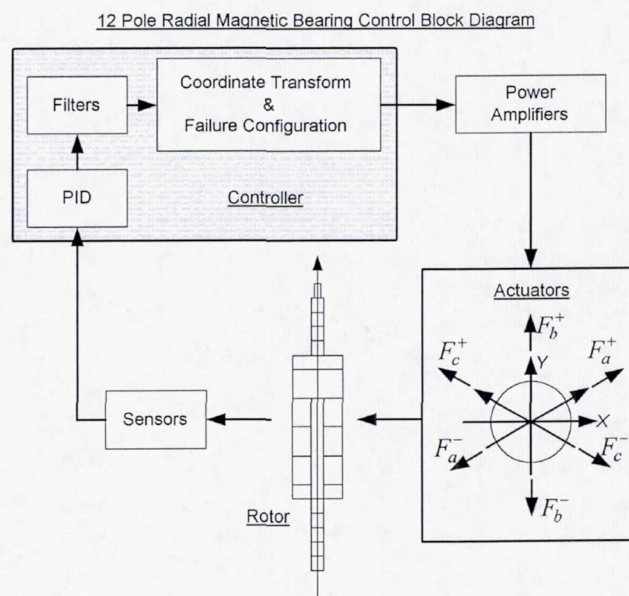 12 Pole Radial Magnetic Bearing Control Block Diagram
Filters
Coordinate Transform
&
Failure Configuration
Power
Amplifiers
PID
Controller
Actuators
F_b^+
F_c^+
Y
F_a^+
Sensors
X
F_a^-
F_c^-
F_b^-
Rotor